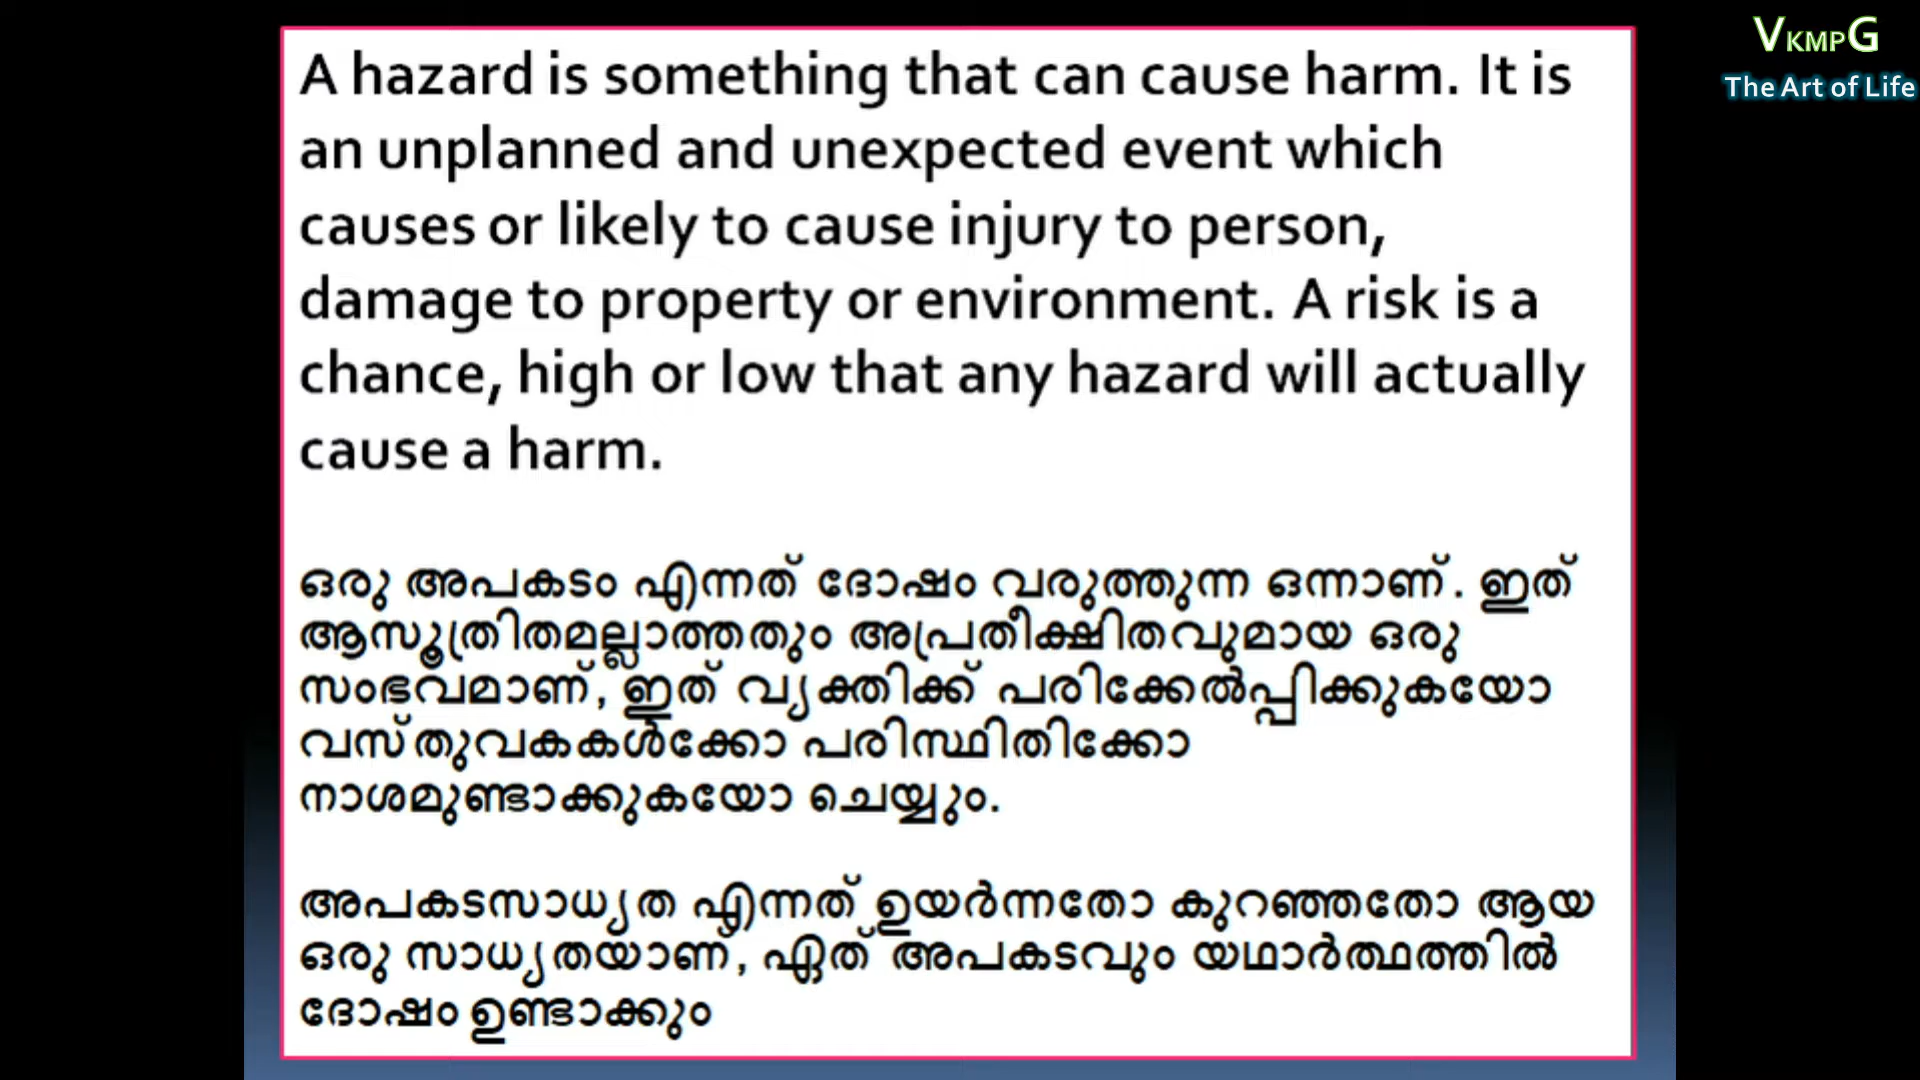 A hazard is something that can cause harm. It is
an unplanned and unexpected event which
causes or likely to cause injury to person,
damage to property or environment. A risk is a
chance, high or low that any hazard will actually
cause a harm.
ഒരു അപകടം എന്നത് ദോഷം വരുത്തുന്ന ഒന്നാണ്. ഇത്
ആസൂത്രിതമല്ലാത്തതും അപ്രതീക്ഷിതവുമായ ഒരു
സംഭവമാണ്, ഇത് വ്യക്തിക്ക് പരിക്കേൽപ്പിക്കുകയോ
വസ്തുവകകൾക്കോ പരിസ്ഥിതിക്കോ
നാശമുണ്ടാക്കുകയോ ചെയ്യും.
അപകടസാധ്യത എന്നത് ഉയർന്നതോ കുറഞ്ഞതോ ആയ
ഒരു സാധ്യതയാണ്, ഏത് അപകടവും യഥാർത്ഥത്തിൽ
ദോഷം ഉണ്ടാക്കും
VKMPG
The Art of Life